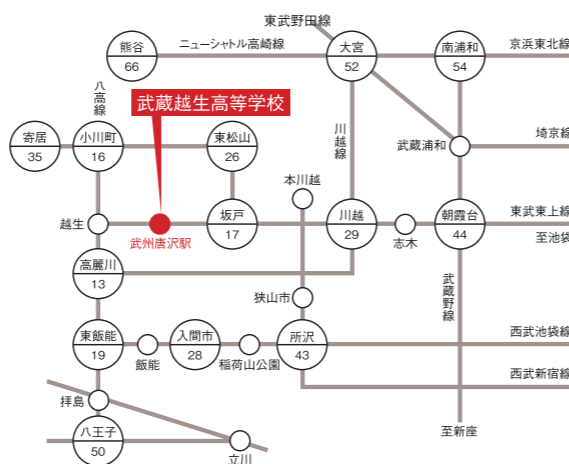 東武野田線
熊谷
66
ニューシャトル高崎線
大宮
52
南浦和
54
京浜東北線
八高線
武蔵越生高等学校
寄居
35
小川町
16
東松山
26
川越線
武蔵浦和
埼京線
本川越
越生
武州唐沢駅
坂戸
17
川越
29
志木
朝霞台
44
東武東上線
至池袋
高麗川
13
狭山市
武蔵野線
東飯能
19
飯能
入間市
28
稲荷山公園
所沢
43
西武池袋線
西武新宿線
拝島
八王子
50
立川
至新座